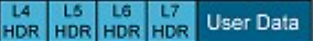 L4 HDR
L5 HDR
L6 HDR
L7 HDR
User Data